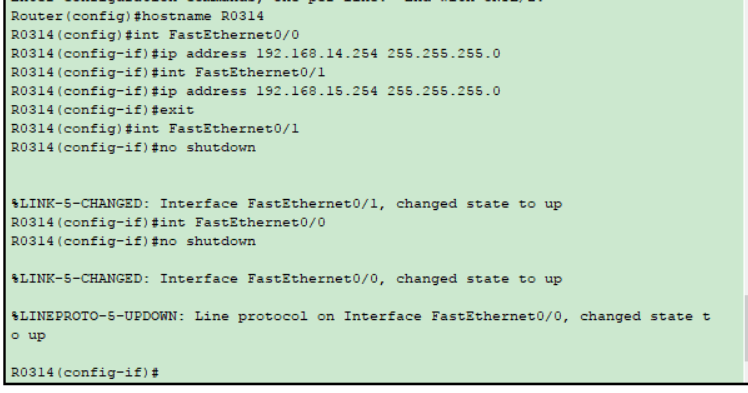 Router(config)#hostname R0314
R0314(config)#int FastEthernet0/0
R0314(config-if)#ip address 192.168.14.254 255.255.255.0
R0314(config-if)#int FastEthernet0/1
R0314(config-if)#ip address 192.168.15.254 255.255.255.0
R0314(config-if)#exit
R0314(config)#int FastEthernet0/1
R0314(config-if)#no shutdown
%LINK-5-CHANGED: Interface FastEthernet0/1, changed state to up
R0314(config-if)#int FastEthernet0/0
R0314(config-if)#no shutdown
%LINK-5-CHANGED: Interface FastEthernet0/0, changed state to up
%LINEPROTO-5-UPDOWN: Line protocol on Interface FastEthernet0/0, changed state t
o up
R0314(config-if)#